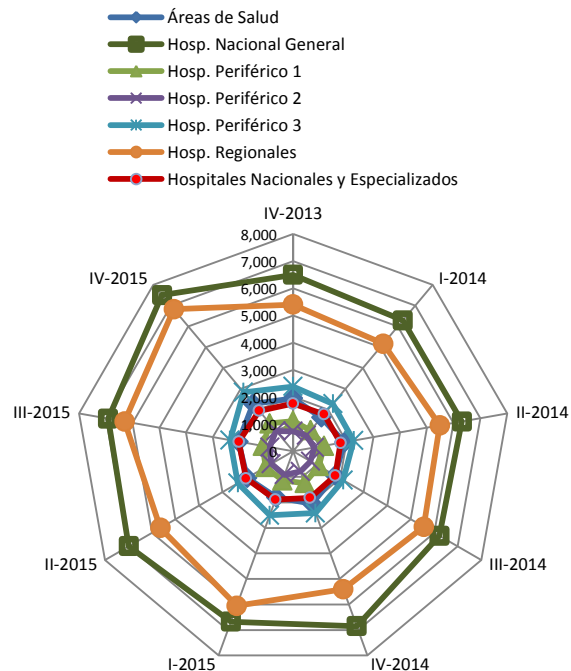 Áreas de Salud
Hosp. Nacional General
Hosp. Periférico 1
Hosp. Periférico 2
Hosp. Periférico 3
Hosp. Regionales
Hospitales Nacionales y Especializados
IV-2013
8,000
7,000
6,000
5,000
4,000
3,000
2,000
1,000
0
I-2014
II-2014
III-2014
IV-2014
I-2015
II-2015
III-2015
IV-2015